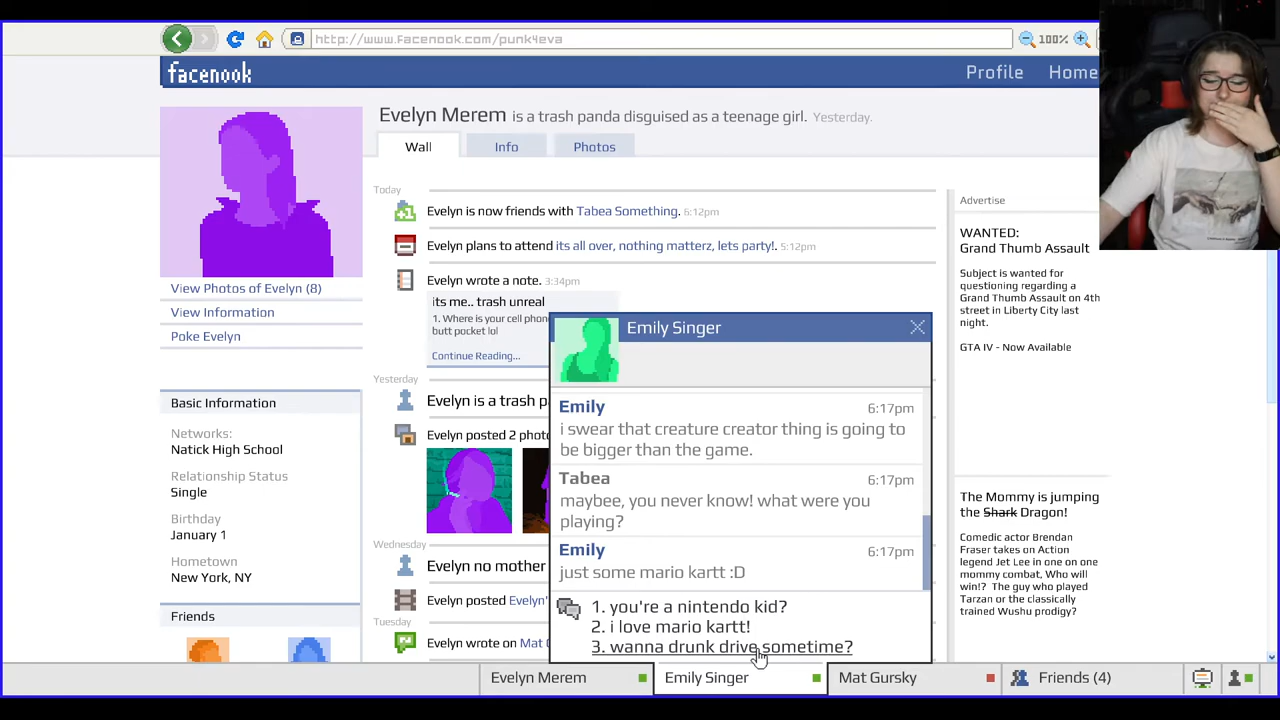 http://www.facenook.com/punk4eva
100%
facenook
Profile
Home
Evelyn Merem is a trash panda disguised as a teenage girl. Yesterday.
Wall
Info
Photos
View Photos of Evelyn (8)
View Information
Poke Evelyn
Basic Information
Networks:
Natick High School
Relationship Status
Single
Birthday
January 1
Hometown
New York, NY
Friends
Today
Evelyn is now friends with Tabea Something. 6:12pm
Evelyn plans to attend its all over, nothing matterz, lets party!. 5:12pm
Evelyn wrote a note. 3:34pm
its me.. trash unreal
1. Where is your cell phon
butt pocket lol
Continue Reading...
Yesterday
Evelyn is a trash p
Evelyn posted 2 photo
Wednesday
Evelyn no mother
Evelyn posted Evelyn'
Tuesday
Evelyn wrote on Mat G
Emily Singer
Emily 6:17pm
i swear that creature creator thing is going to
be bigger than the game.
Tabea 6:17pm
maybee, you never know! what were you
playing?
Emily 6:17pm
just some mario kartt :D
1. you're a nintendo kid?
2. i love mario kartt!
3. wanna drunk drive sometime?
Advertise
WANTED:
Grand Thumb Assault
Subject is wanted for
questioning regarding a
Grand Thumb Assault on 4th
street in Liberty City last
night.
GTA IV - Now Available
The Mommy is jumping
the Shark Dragon!
Comedic actor Brendan
Fraser takes on Action
legend Jet Lee in one on one
mommy combat, Who will
win!? The guy who played
Tarzan or the classically
trained Wushu prodigy?
Evelyn Merem
Emily Singer
Mat Gursky
Friends (4)